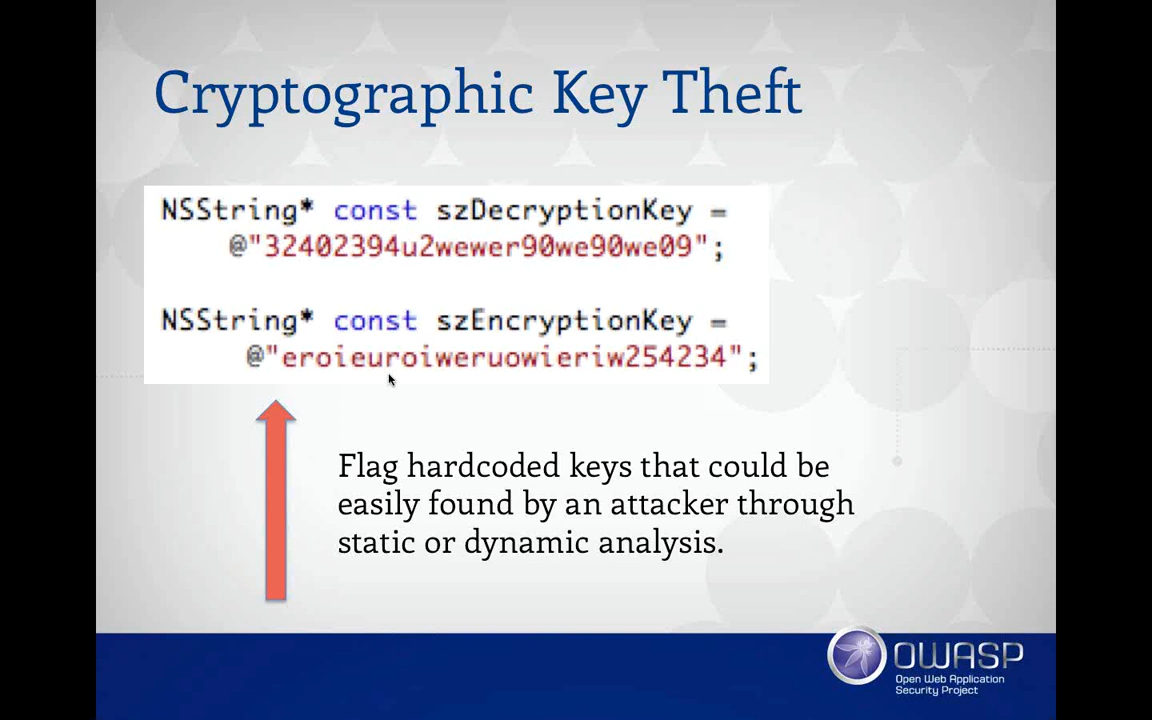 Cryptographic Key Theft
NSString* const szDecryptionKey =
@"32402394u2wewer90we90we09";
NSString* const szEncryptionKey =
@"eroieuroiweruowieriw254234";
Flag hardcoded keys that could be
easily found by an attacker through
static or dynamic analysis.
OWASP
Open Web Application
Security Project